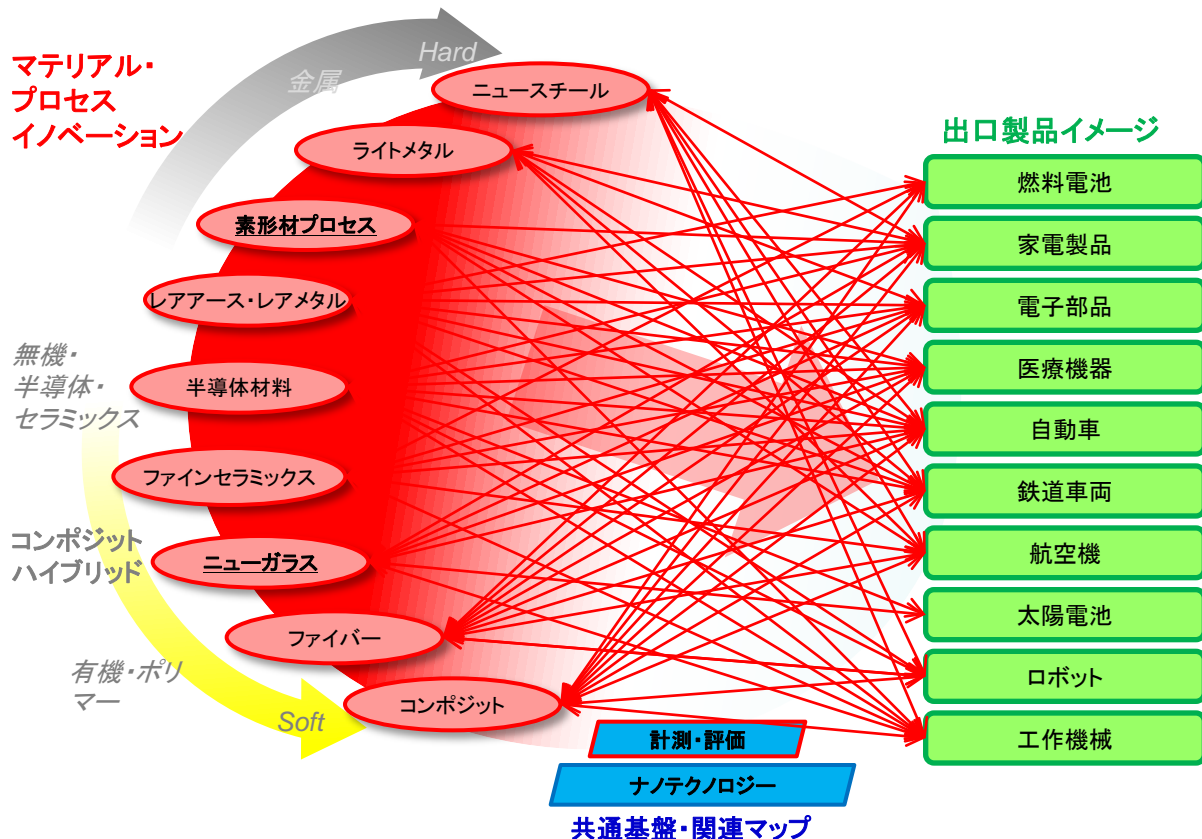 マテリアル・
プロセス
イノベーション
金属
Hard
ニュースチール
ライトメタル
素形材プロセス
レアアース・レアメタル
無機・
半導体・
セラミックス
半導体材料
ファインセラミックス
コンポジット
ハイブリッド
ニューガラス
ファイバー
有機・ポリ
マー
Soft
コンポジット
計測・評価
ナノテクノロジー
共通基盤・関連マップ
出口製品イメージ
燃料電池
家電製品
電子部品
医療機器
自動車
鉄道車両
航空機
太陽電池
ロボット
工作機械